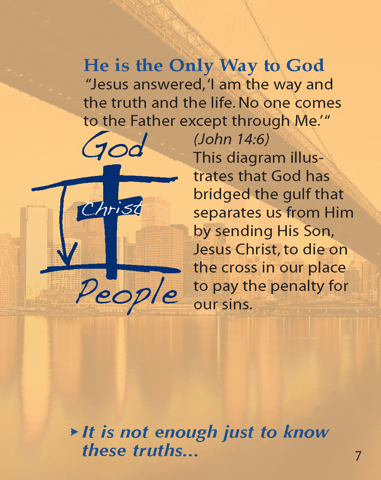 He is the Only Way to God
“Jesus answered, ‘I am the way and
the truth and the life. No one comes
to the Father except through Me.’“
(John 14:6)
God
Christ
People
This diagram illus-
trates that God has
bridged the gulf that
separates us from Him
by sending His Son,
Jesus Christ, to die on
the cross in our place
to pay the penalty for
our sins.
It is not enough just to know
these truths...
7